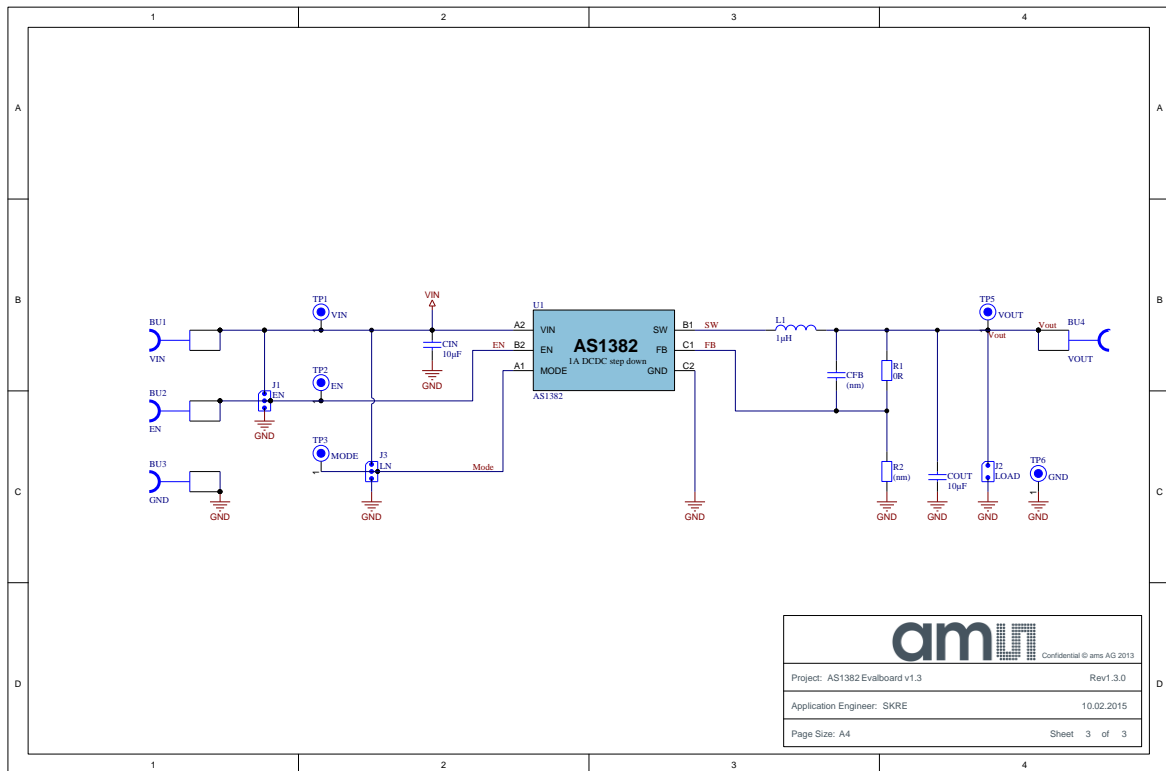 1 2 3 4
A A
B B
C C
D D
BU1
VIN
BU2
EN
BU3
GND
GND
TP1
VIN
J1
EN
GND
TP2
EN
TP3
MODE
1
J3
LN
GND
VIN
CIN
10µF
GND
EN
Mode
U1
A2 VIN
B2 EN
A1 MODE
AS1382
1A DCDC step down
SW B1
FB C1
GND C2
AS1382
SW
FB
GND
L1
1µH
CFB
(nm)
R1
0R
R2
(nm)
GND
COUT
10µF
GND
TP5
VOUT
Vout
Vout
BU4
VOUT
J2
LOAD
GND
TP6
GND
1
GND
am
Confidential © ams AG 2013
Project: AS1382 Evalboard v1.3 Rev1.3.0
Application Engineer: SKRE 10.02.2015
Page Size: A4 Sheet 3 of 3
1 2 3 4